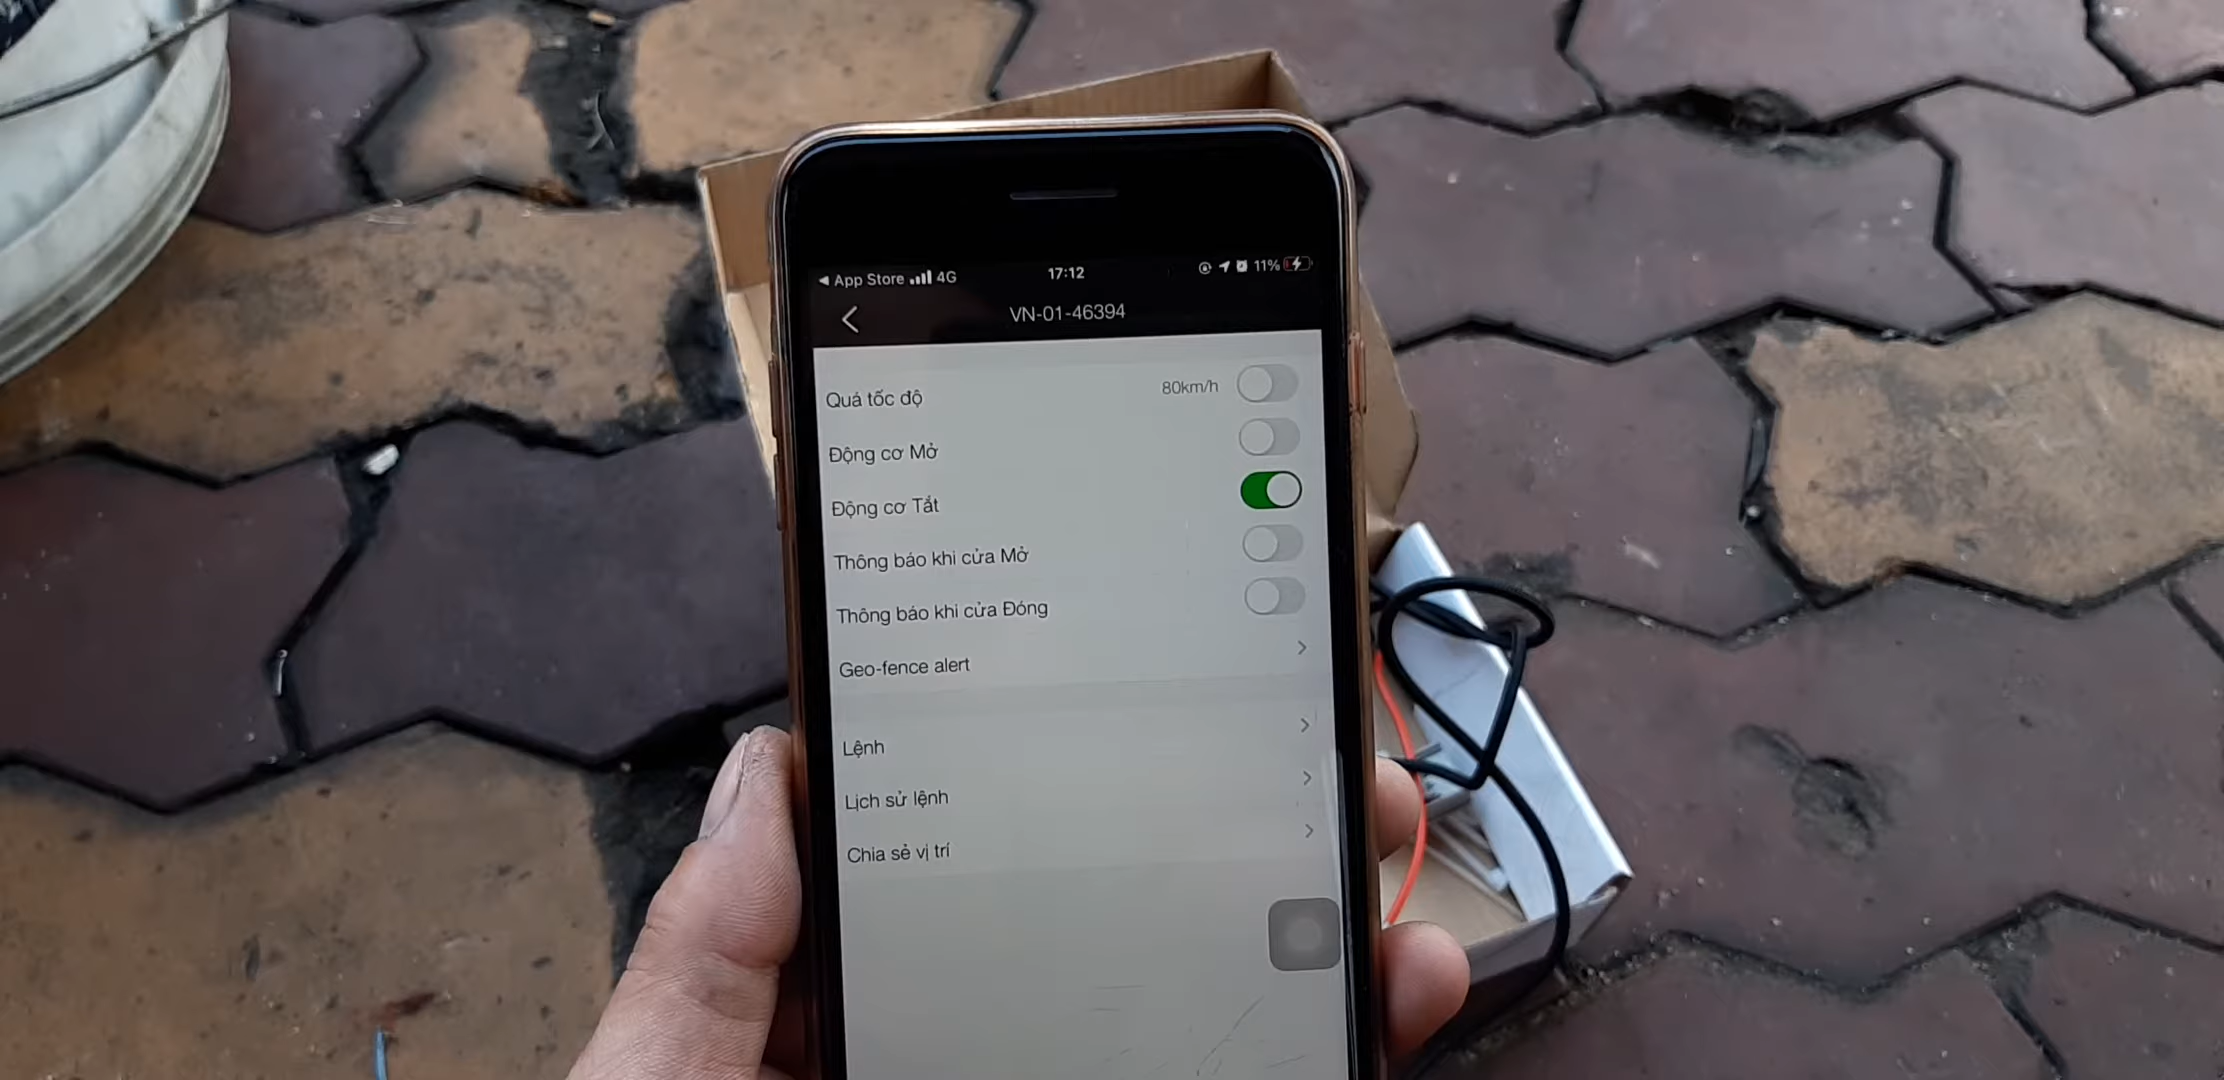 App Store 4G 17:12 11%
VN-01-46394
Quá tốc độ 80km/h
Động cơ Mở
Động cơ Tắt
Thông báo khi cửa Mở
Thông báo khi cửa Đóng
Geo-fence alert
Lệnh
Lịch sử lệnh
Chia sẻ vị trí